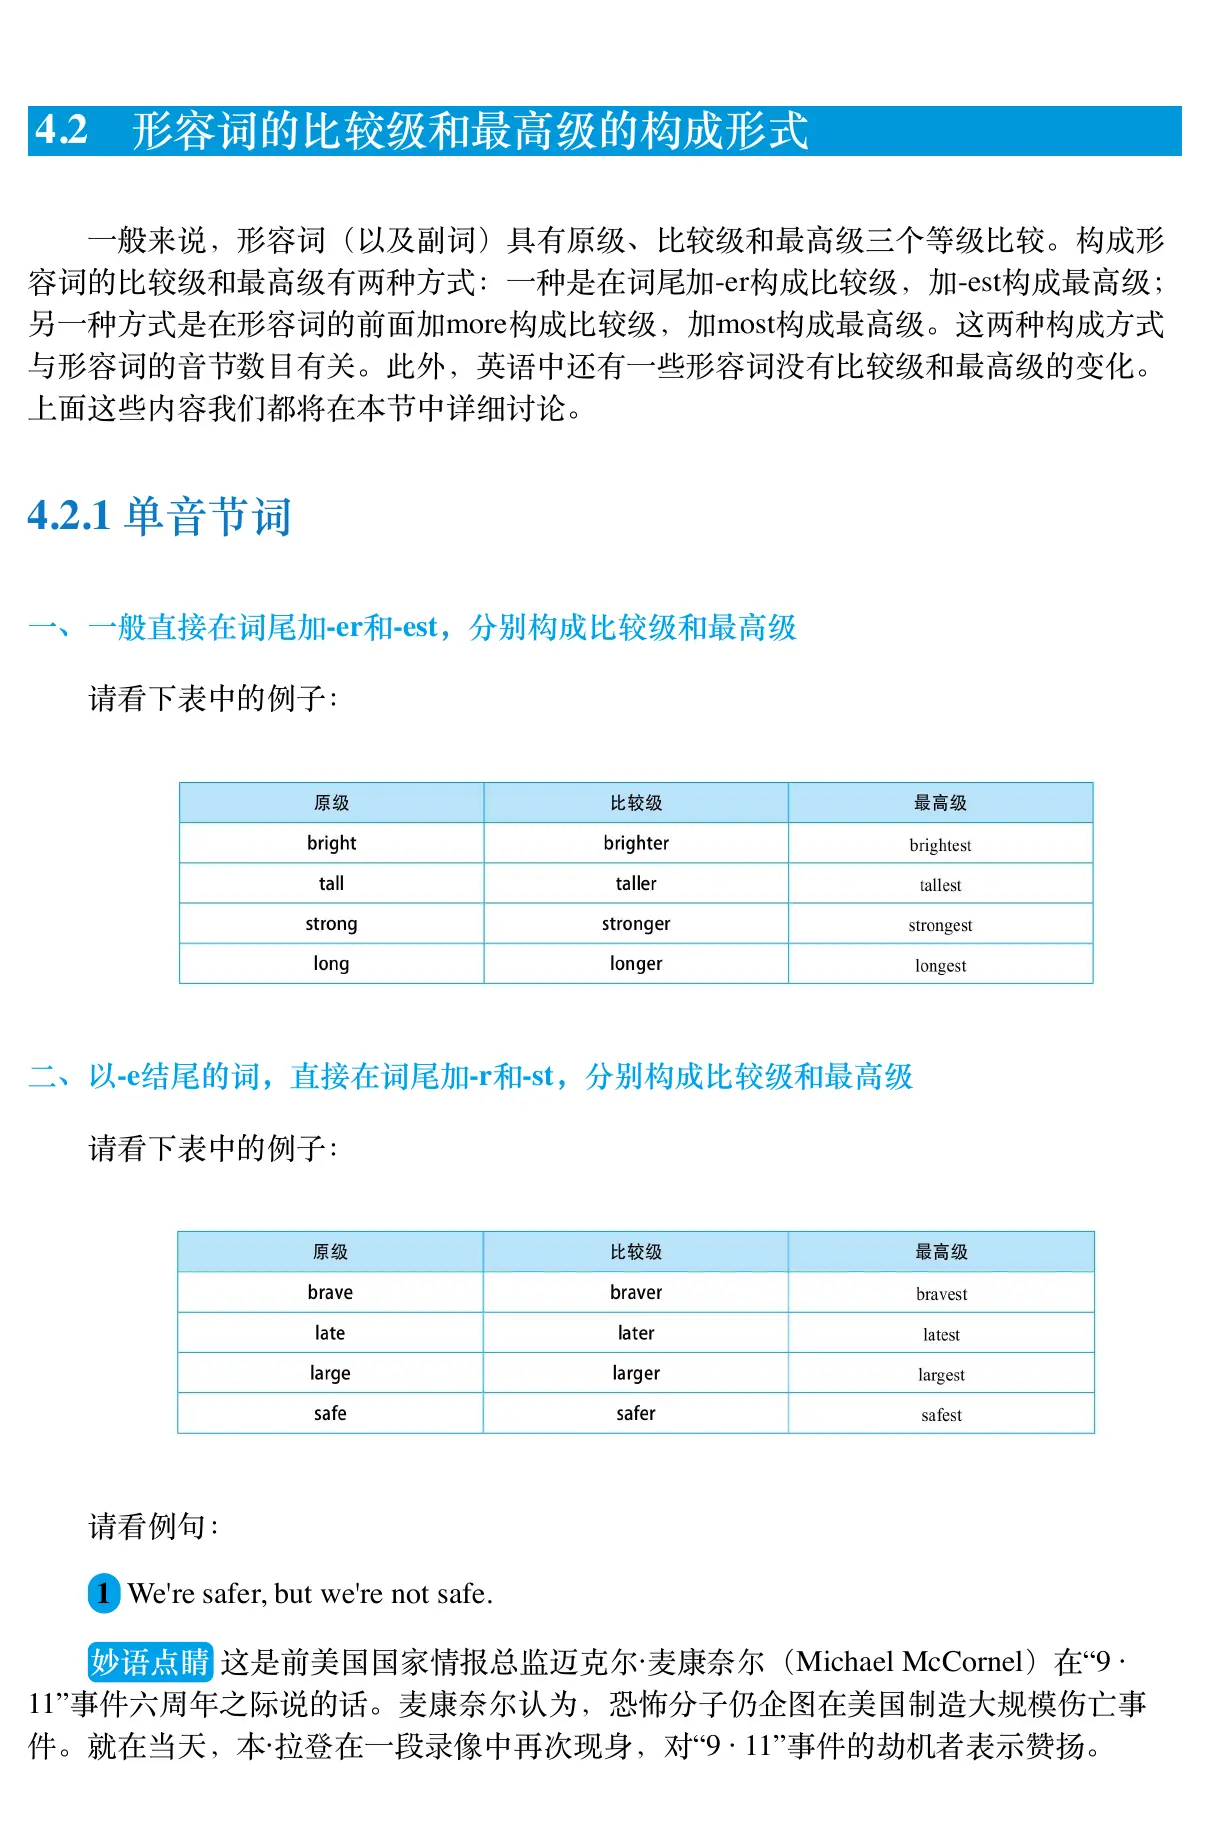 4.2 形容词的比较级和最高级的构成形式
一般来说，形容词（以及副词）具有原级、比较级和最高级三个等级比较。构成形
容词的比较级和最高级有两种方式：一种是在词尾加-er构成比较级，加-est构成最高级；
另一种方式是在形容词的前面加more构成比较级，加most构成最高级。这两种构成方式
与形容词的音节数目有关。此外，英语中还有一些形容词没有比较级和最高级的变化。
上面这些内容我们都将在本节中详细讨论。
4.2.1 单音节词
一、一般直接在词尾加-er和-est，分别构成比较级和最高级
请看下表中的例子：
原级 比较级 最高级
bright brighter brightest
tall taller tallest
strong stronger strongest
long longer longest
二、以-e结尾的词，直接在词尾加-r和-st，分别构成比较级和最高级
请看下表中的例子：
原级 比较级 最高级
brave braver bravest
late later latest
large larger largest
safe safer safest
请看例句：
1 We're safer, but we're not safe.
妙语点睛 这是前美国国家情报总监迈克尔·麦康奈尔（Michael McCornel）在“9 ·
11”事件六周年之际说的话。麦康奈尔认为，恐怖分子仍企图在美国制造大规模伤亡事
件。就在当天，本·拉登在一段录像中再次现身，对“9 · 11”事件的劫机者表示赞扬。